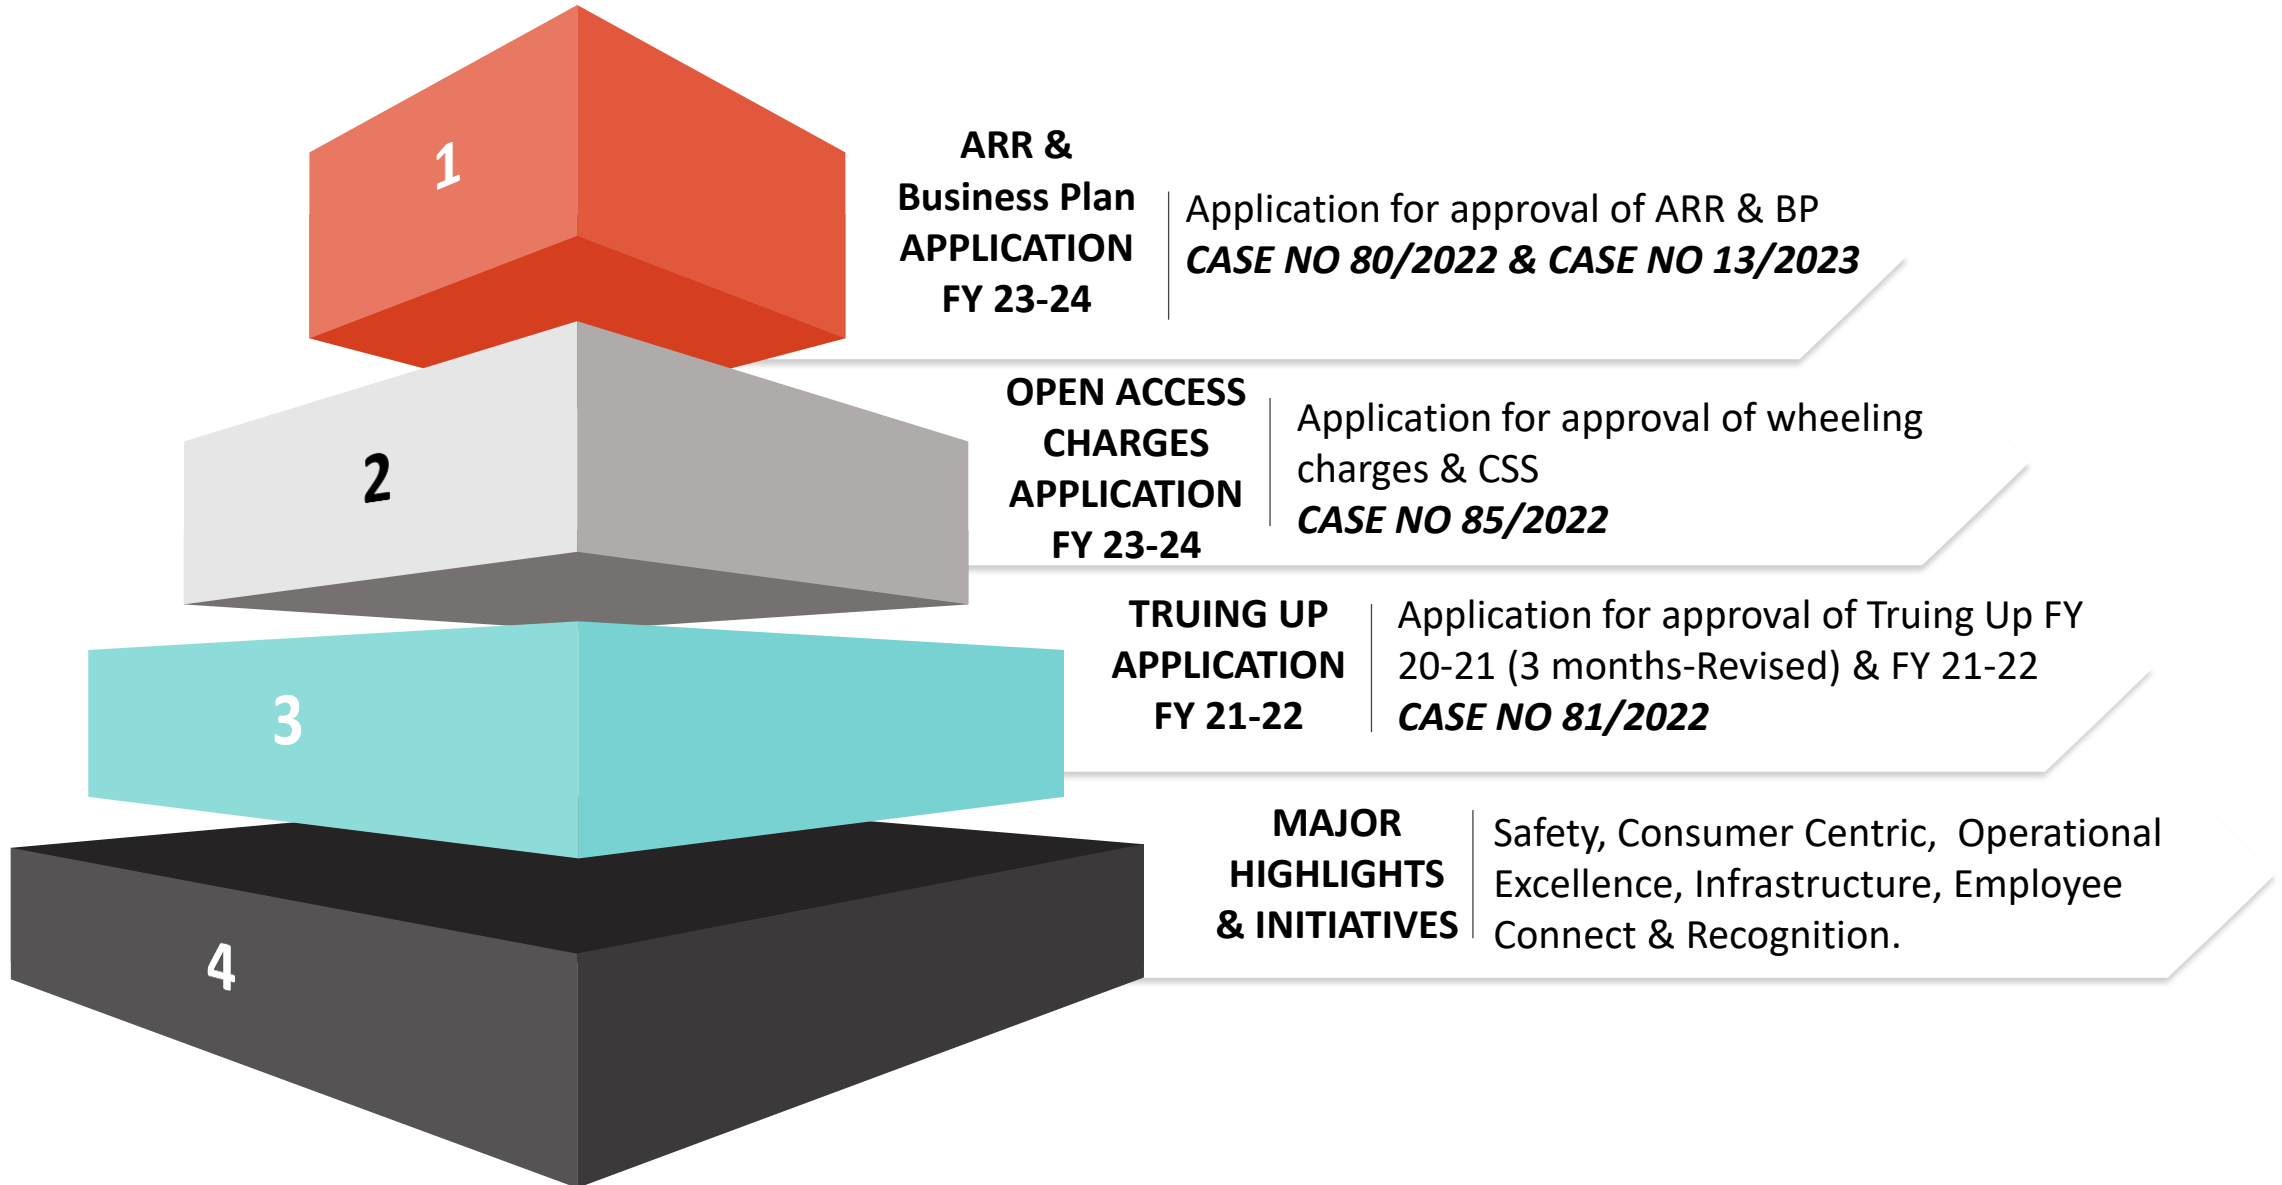 1
ARR &
Business Plan
APPLICATION
FY 23-24
Application for approval of ARR & BP
CASE NO 80/2022 & CASE NO 13/2023
2
OPEN ACCESS
CHARGES
APPLICATION
FY 23-24
Application for approval of wheeling
charges & CSS
CASE NO 85/2022
3
TRUING UP
APPLICATION
FY 21-22
Application for approval of Truing Up FY
20-21 (3 months-Revised) & FY 21-22
CASE NO 81/2022
4
MAJOR
HIGHLIGHTS
& INITIATIVES
Safety, Consumer Centric,  Operational
Excellence, Infrastructure, Employee
Connect & Recognition.